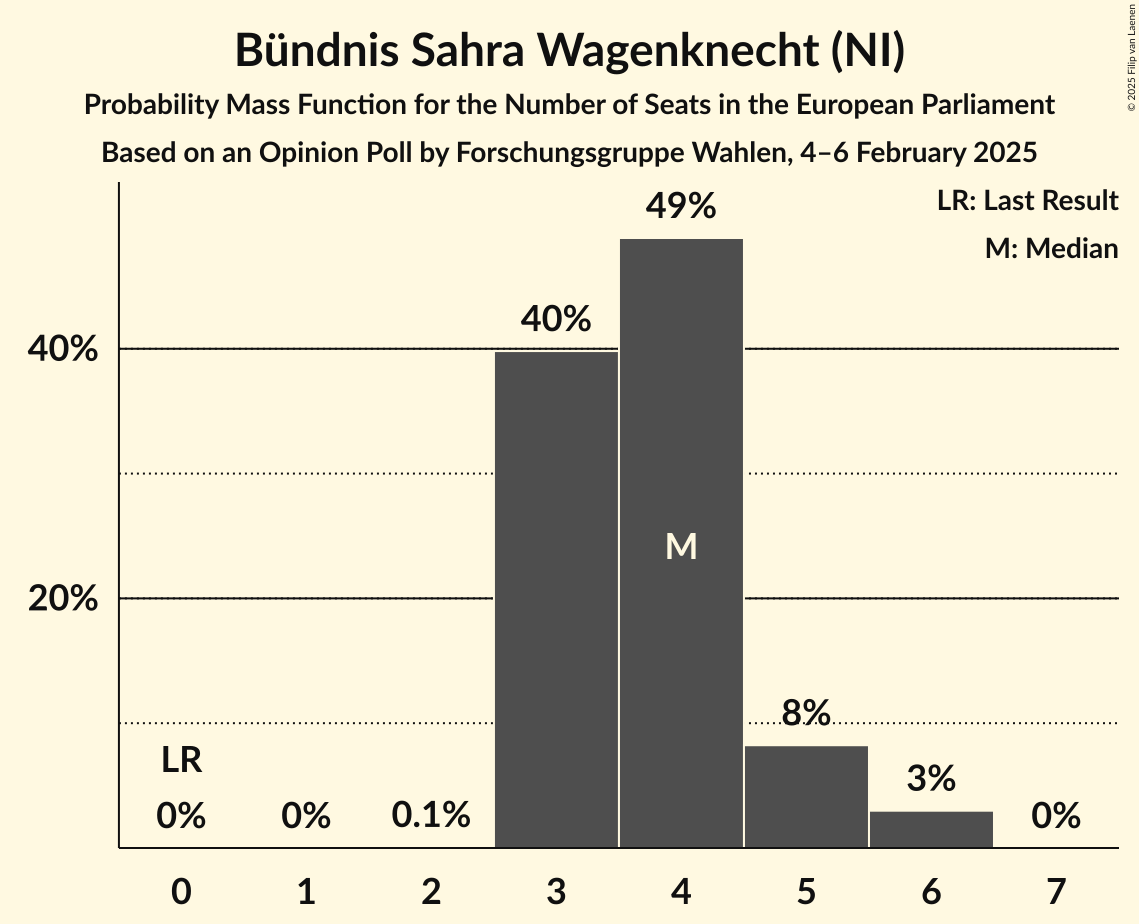 Bündnis Sahra Wagenknecht (NI)
Probability Mass Function for the Number of Seats in the European Parliament
Based on an Opinion Poll by Forschungsgruppe Wahlen, 4–6 February 2025
© 2025 Filip van Laenen
LR: Last Result
M: Median
49%
40%
40%
M
20%
8%
LR
3%
0%
0%
0.1%
0%
0
1
2
3
4
5
6
7